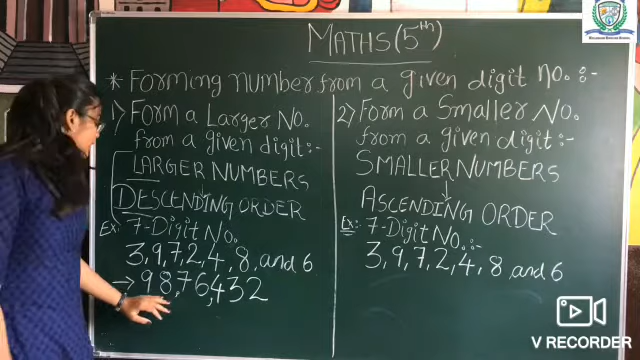 MATHS (5th)
* Forming number from a given digit no. :-
1) Form a Larger No.
from a given digit :-
LARGER NUMBERS
↓
DESCENDING ORDER
Ex:- 7-Digit No.
3, 9, 7, 2, 4, 8, and 6
→ 98,76,432
2) Form a Smaller No.
from a given digit :-
SMALLER NUMBERS
↓
ASCENDING ORDER
Ex:- 7-Digit No. :-
3, 9, 7, 2, 4, 8, and 6
V RECORDER